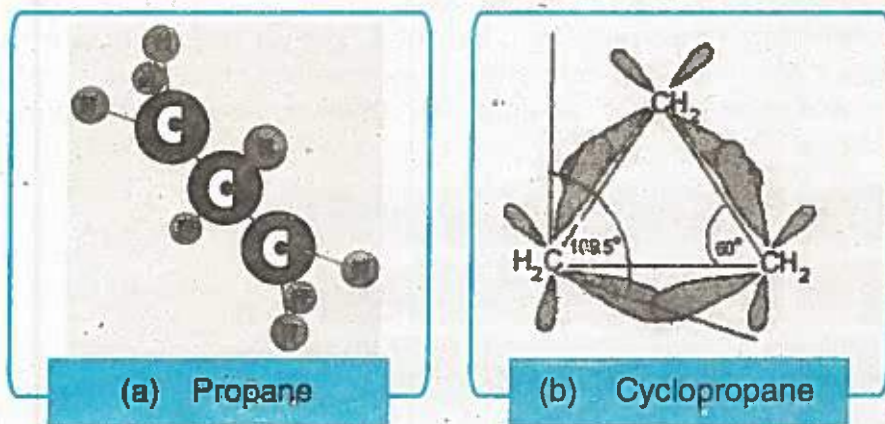 C
C
C
CH₂
109.5°
60°
H₂C
CH₂
(a) Propane
(b) Cyclopropane